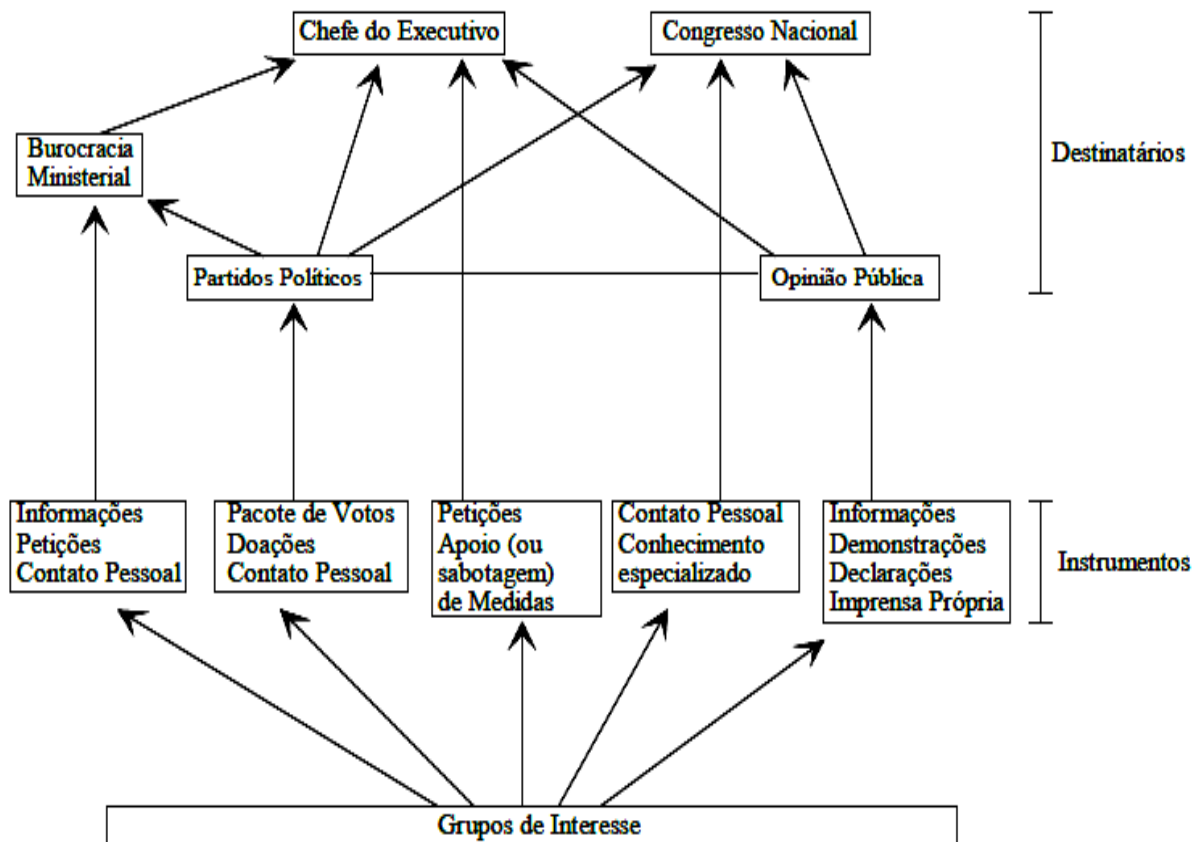 Chefe do Executivo
Congresso Nacional
Burocracia
Ministerial
Destinatários
Partidos Políticos
Opinião Pública
Informações
Petições
Contato Pessoal
Pacote de Votos
Doações
Contato Pessoal
Petições
Apoio (ou
sabotagem)
de Medidas
Contato Pessoal
Conhecimento
especializado
Informações
Demonstrações
Declarações
Imprensa Própria
Instrumentos
Grupos de Interesse